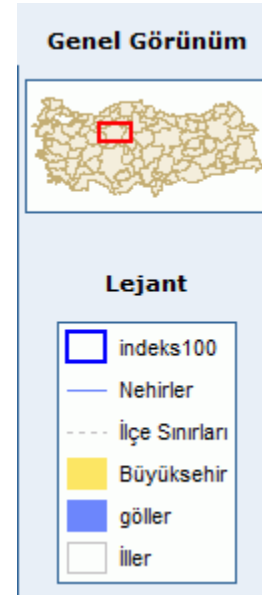 Genel Görünüm
Lejant
indeks100
Nehirler
İlçe Sınırları
Büyüksehir
göller
İller